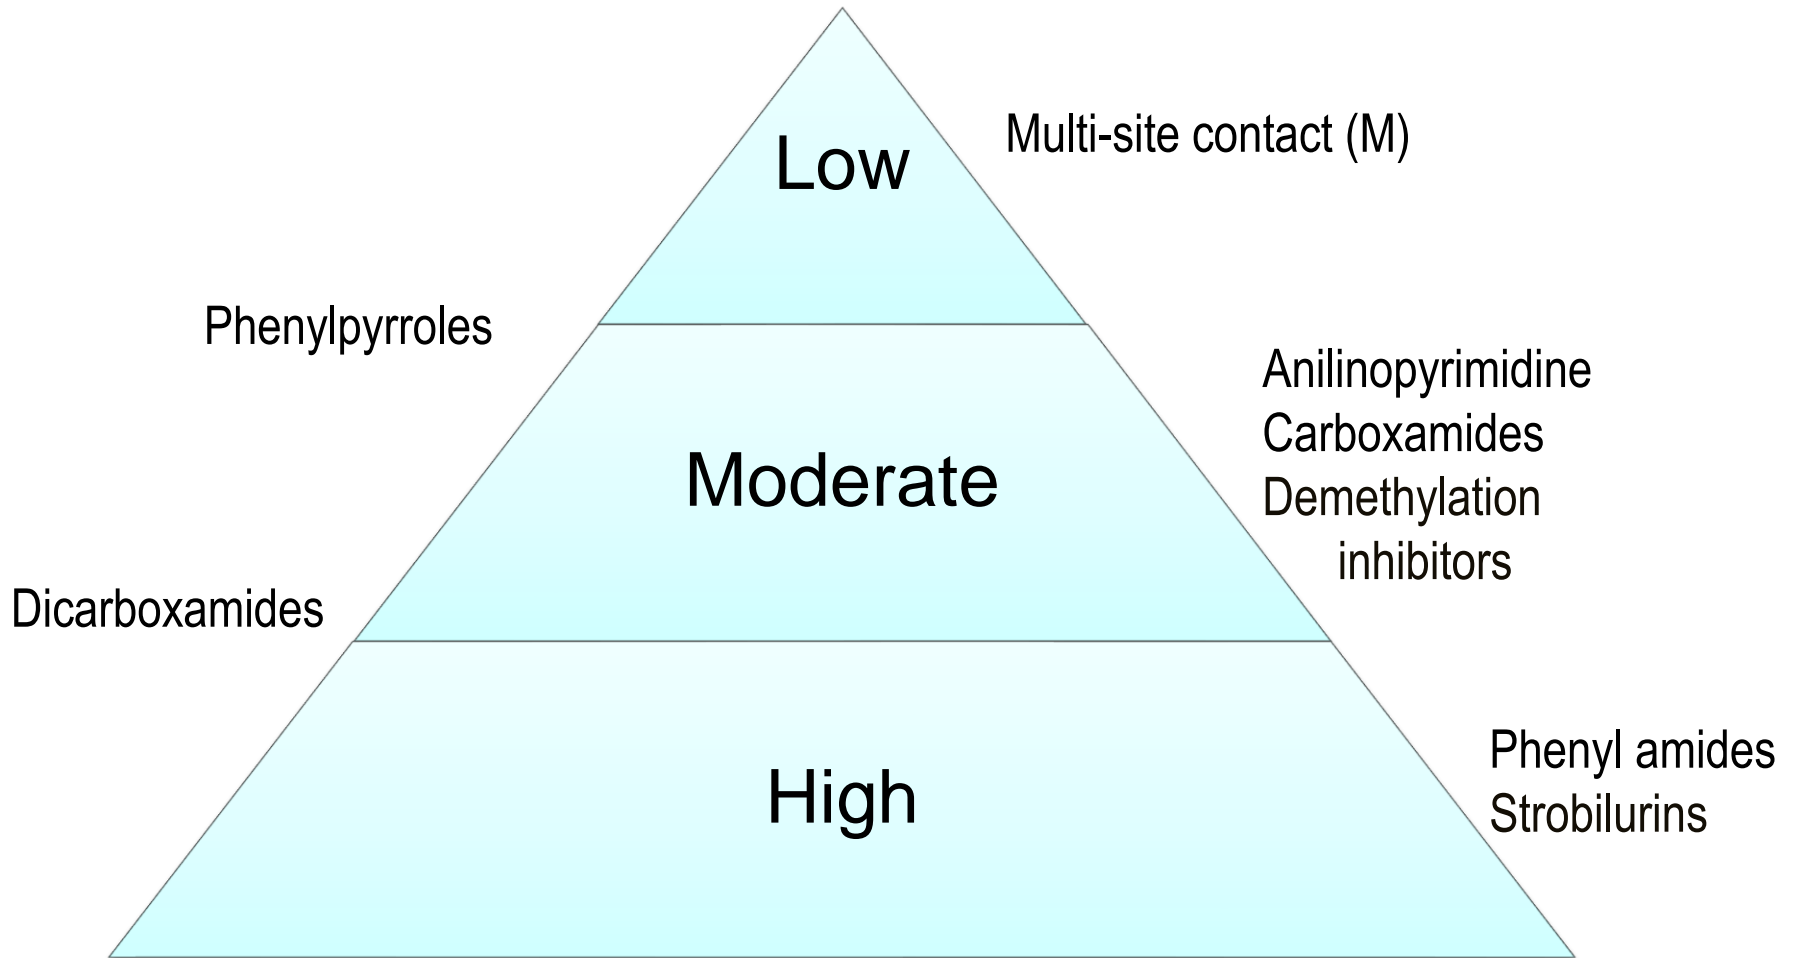 Low
Multi-site contact (M)
Phenylpyrroles
Anilinopyrimidine
Carboxamides
Moderate
Demethylation
inhibitors
Dicarboxamides
High
Phenyl amides
Strobilurins